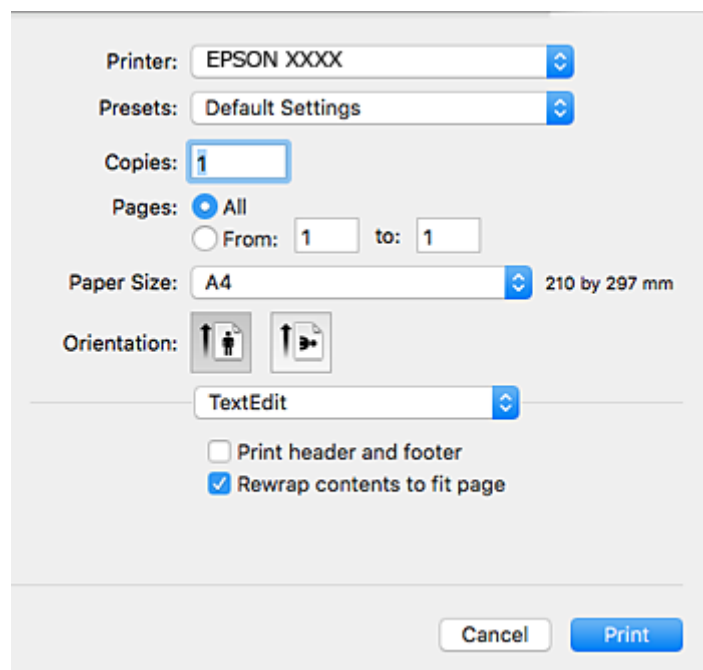 Printer: EPSON XXXX
Presets: Default Settings
Copies: 1
Pages: All
From: 1 to: 1
Paper Size: A4 210 by 297 mm
Orientation:
TextEdit
Print header and footer
Rewrap contents to fit page
Cancel Print